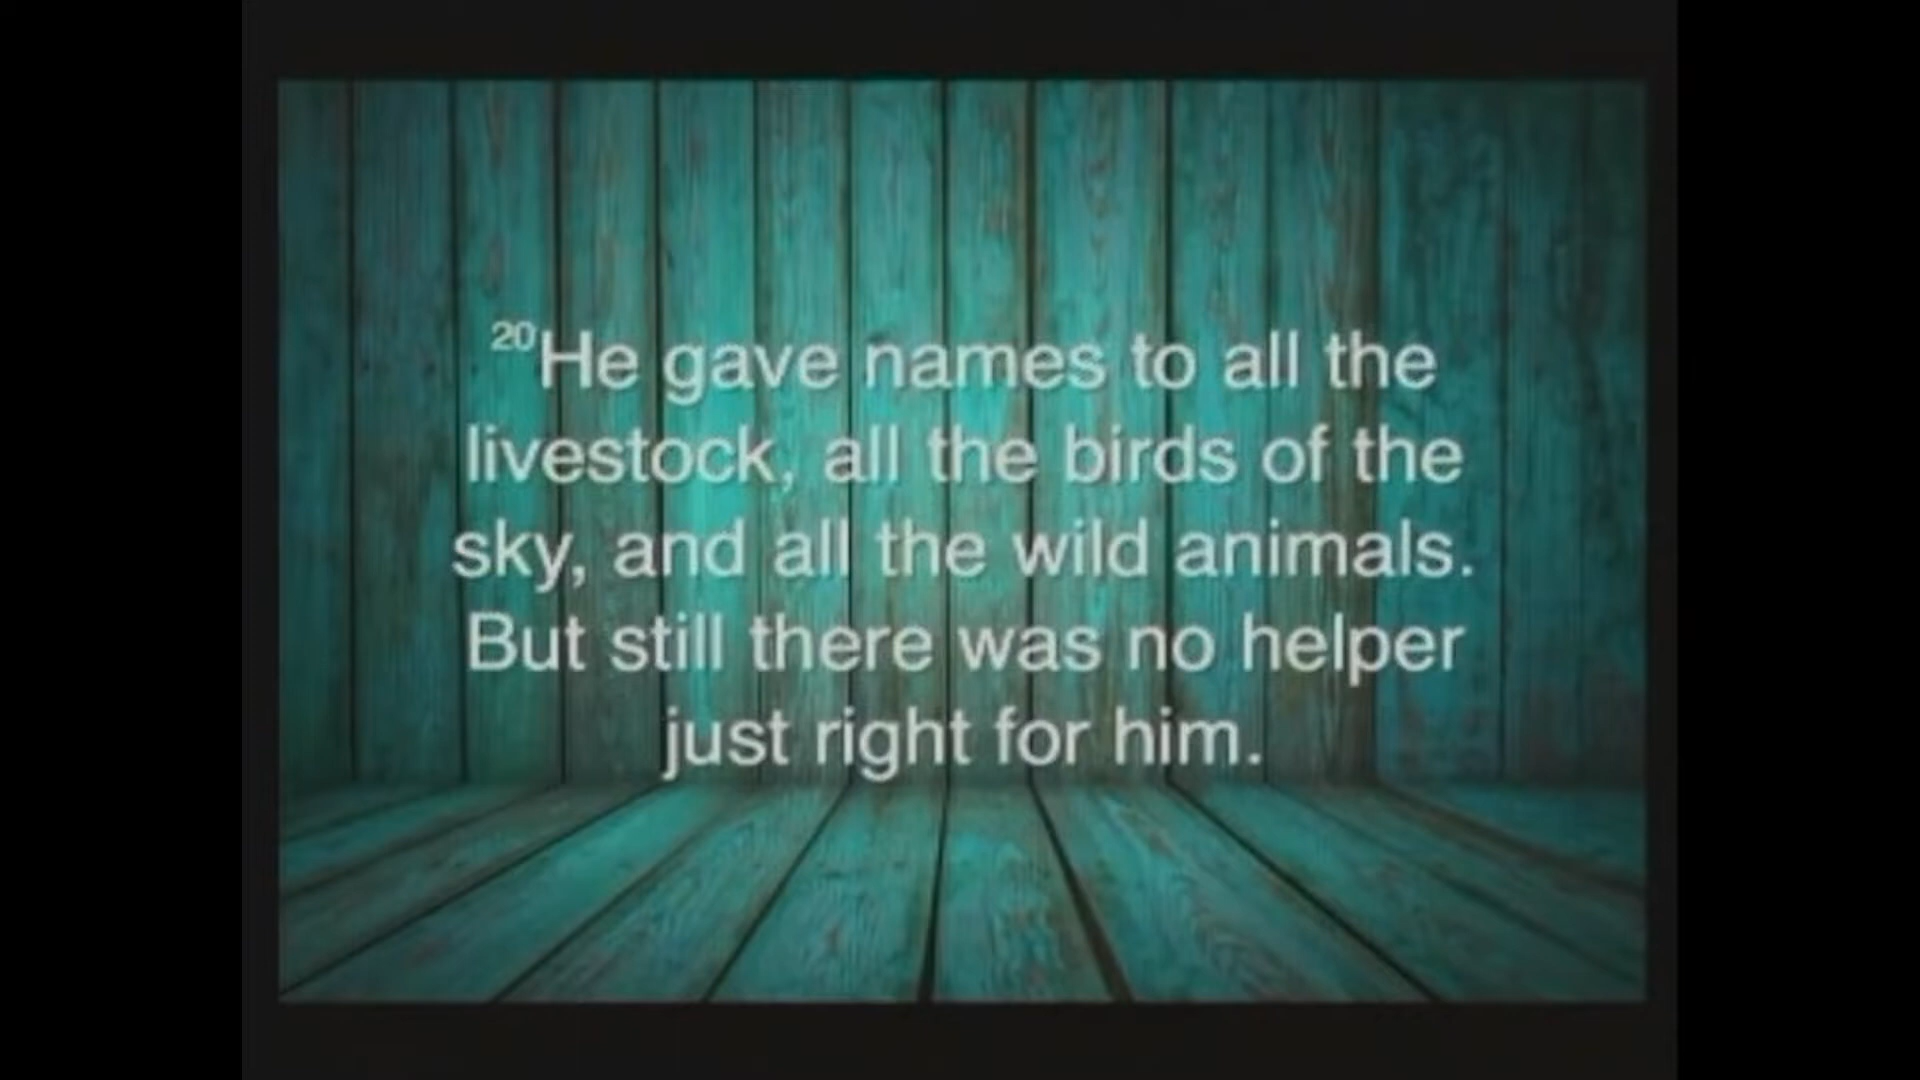 20He gave names to all the
livestock, all the birds of the
sky, and all the wild animals.
But still there was no helper
just right for him.